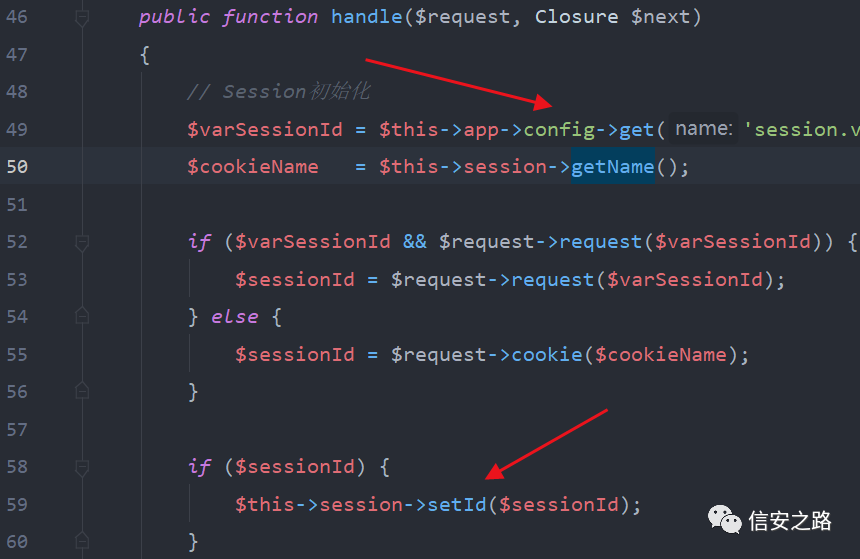 46 public function handle($request, Closure $next)
47 {
48 // Session初始化
49 $varSessionId = $this->app->config->get( name: 'session.v
50 $cookieName = $this->session->getName();
51
52 if ($varSessionId && $request->request($varSessionId)) {
53 $sessionId = $request->request($varSessionId);
54 } else {
55 $sessionId = $request->cookie($cookieName);
56 }
57
58 if ($sessionId) {
59 $this->session->setId($sessionId);
60 }
信安之路